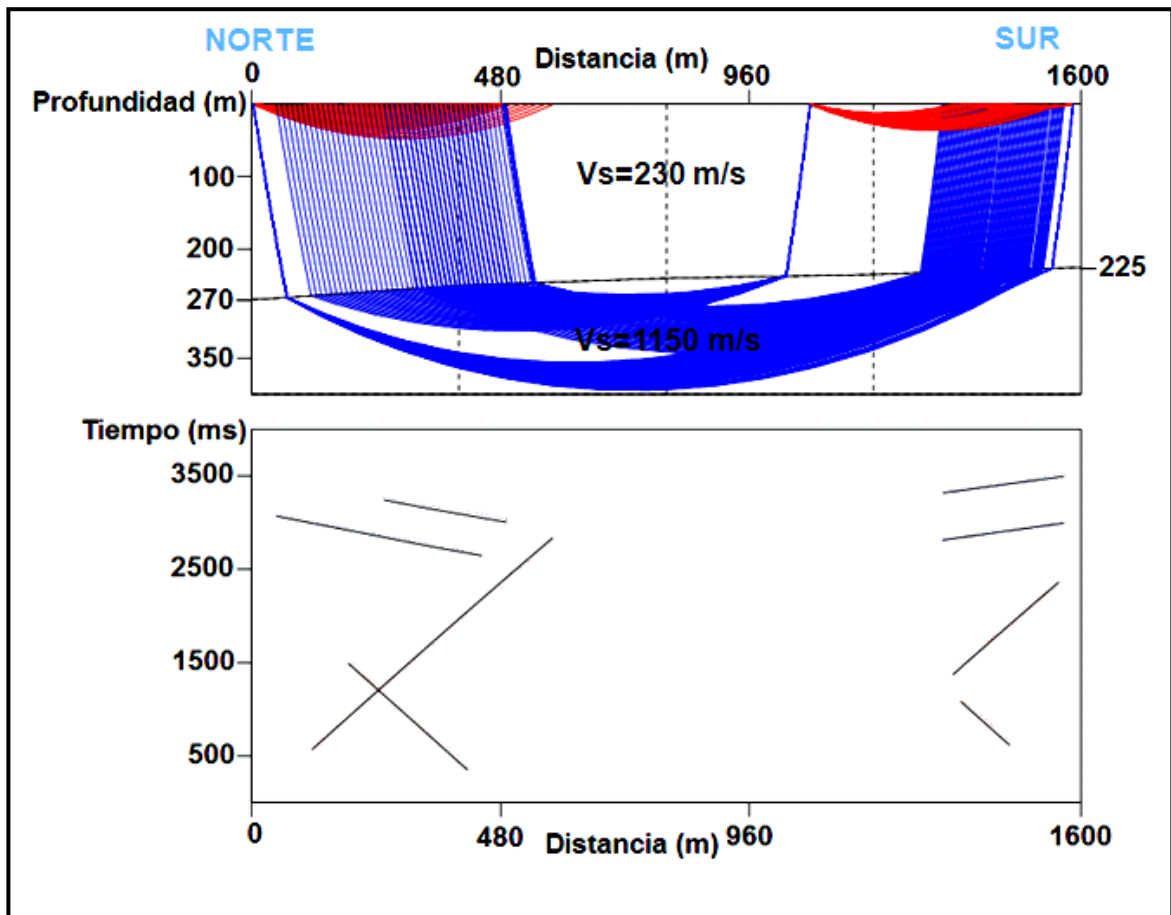 NORTE
SUR
Distancia (m)
0 480 960 1600
Profundidad (m)
100
Vs=230 m/s
200
225
270
Vs=1150 m/s
350
Tiempo (ms)
3500
2500
1500
500
0 480 960 1600
Distancia (m)